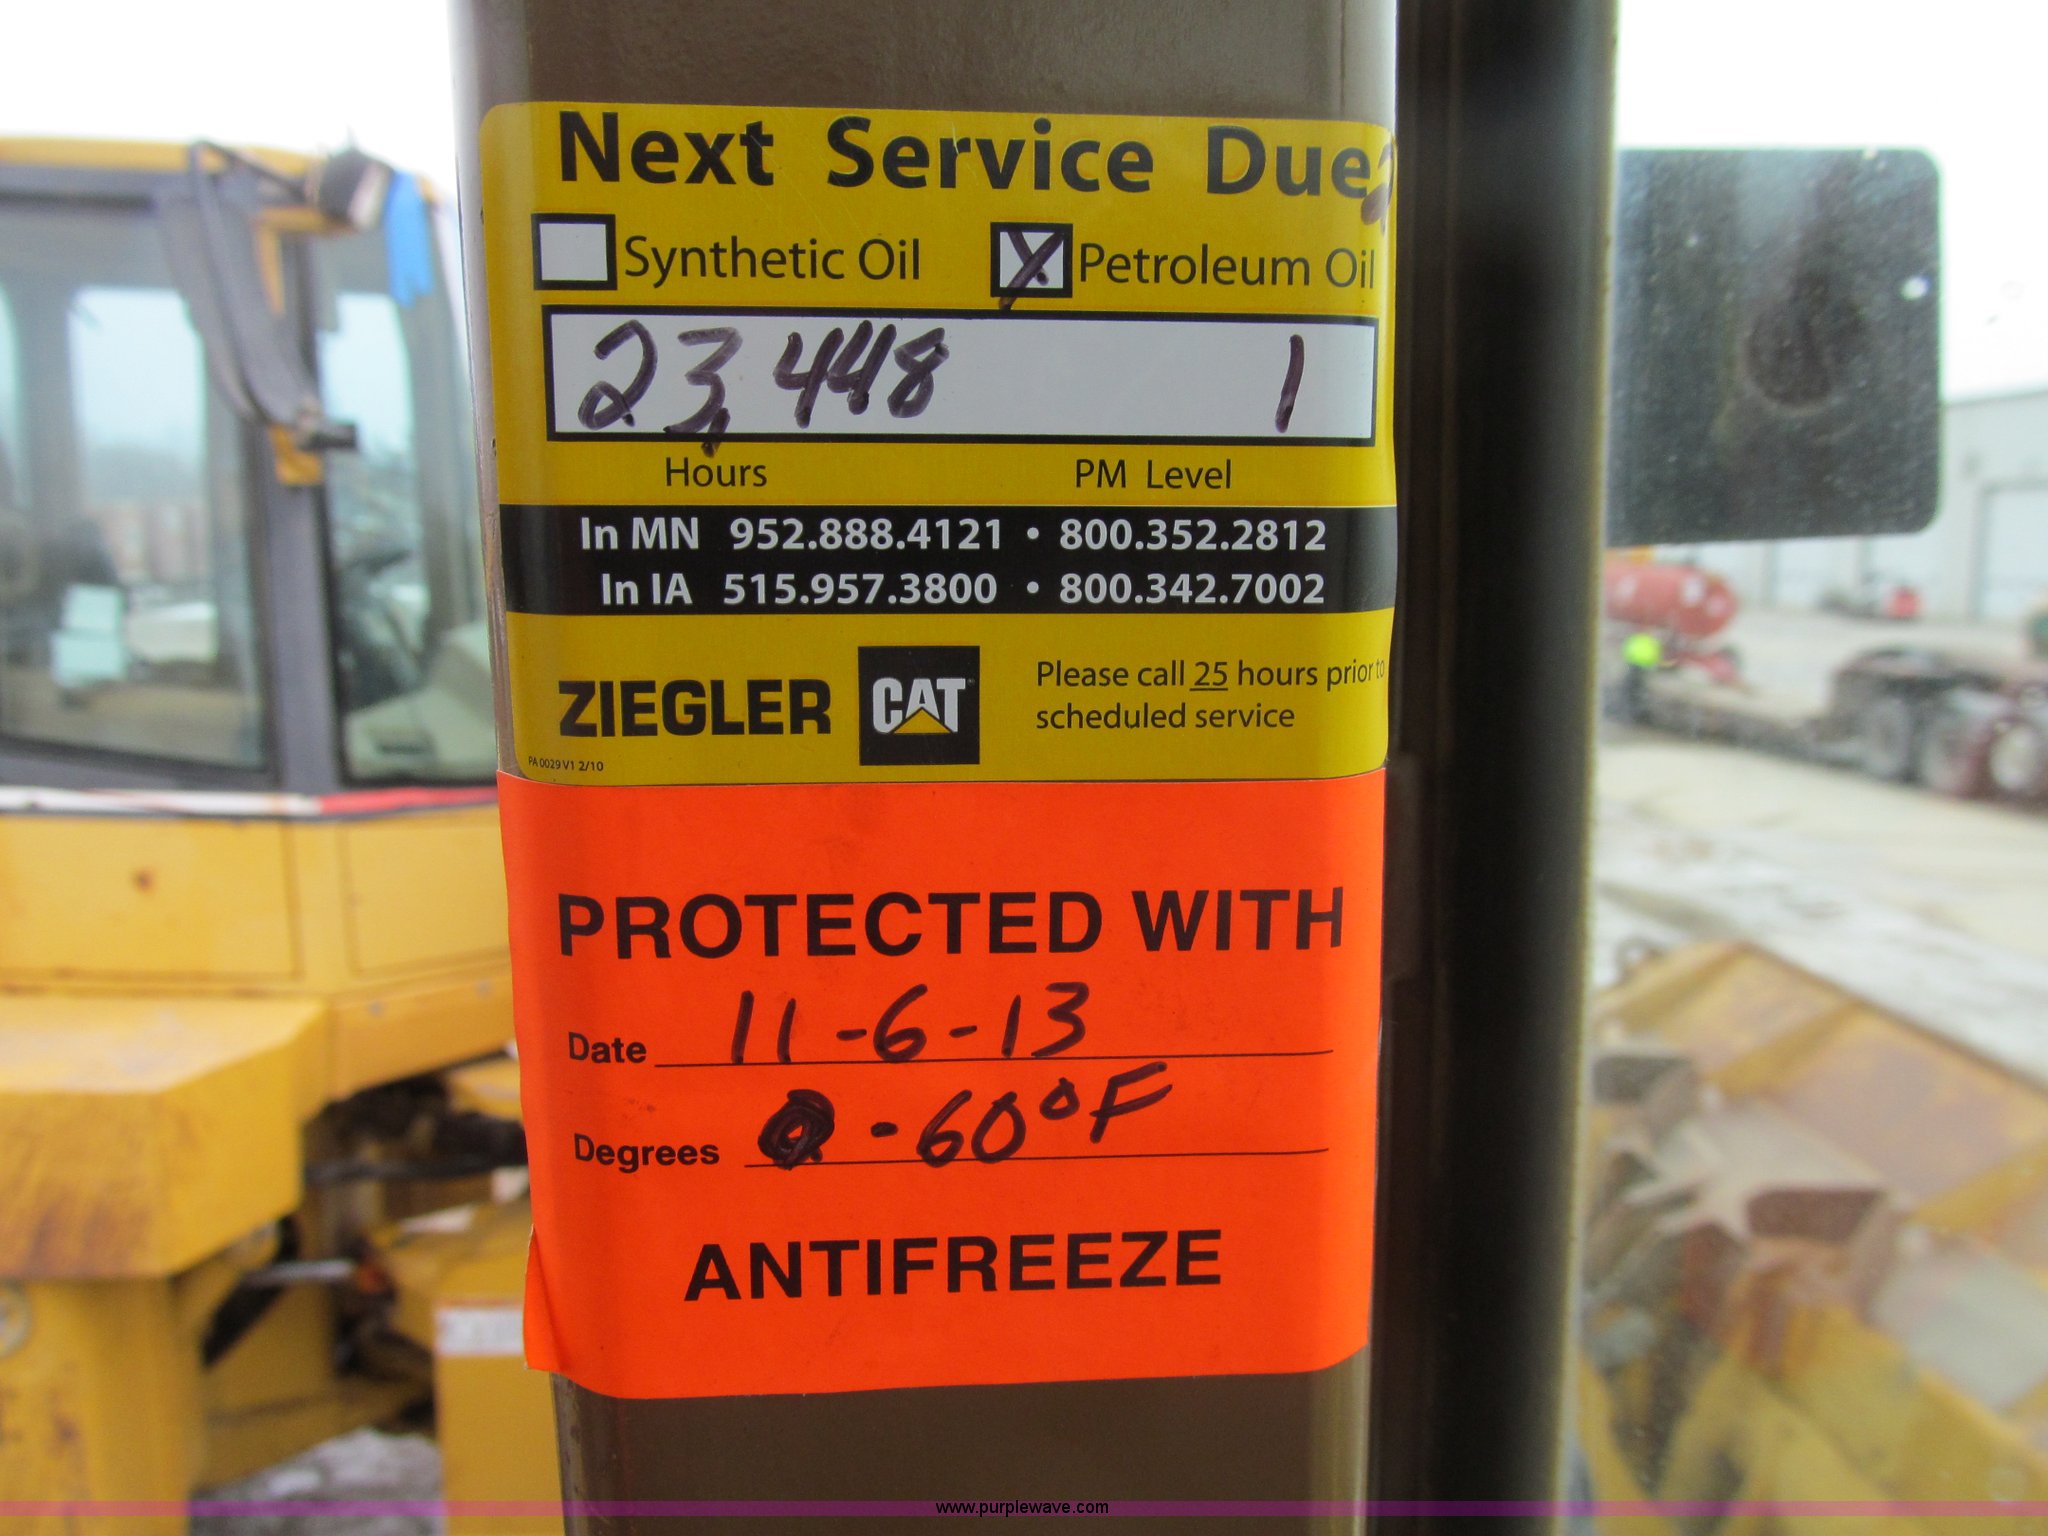 Next Service Due
Synthetic Oil X Petroleum Oil
23,448 1
Hours PM Level
In MN 952.888.4121 • 800.352.2812
In IA 515.957.3800 • 800.342.7002
ZIEGLER CAT
Please call 25 hours prior to
scheduled service
PA 0029 V1 2/10
PROTECTED WITH
Date 11-6-13
Degrees -60°F
ANTIFREEZE
www.purplewave.com